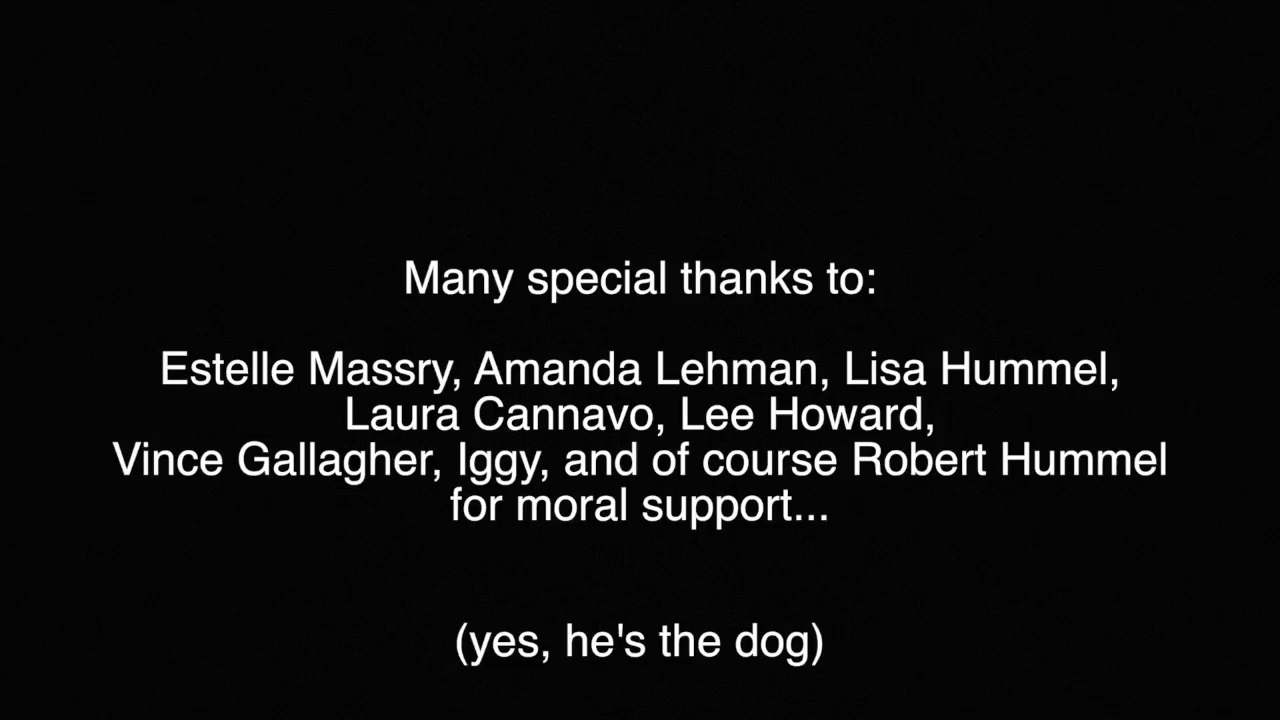 Many special thanks to:
Estelle Massry, Amanda Lehman, Lisa Hummel,
Laura Cannavo, Lee Howard,
Vince Gallagher, Iggy, and of course Robert Hummel
for moral support...
(yes, he's the dog)